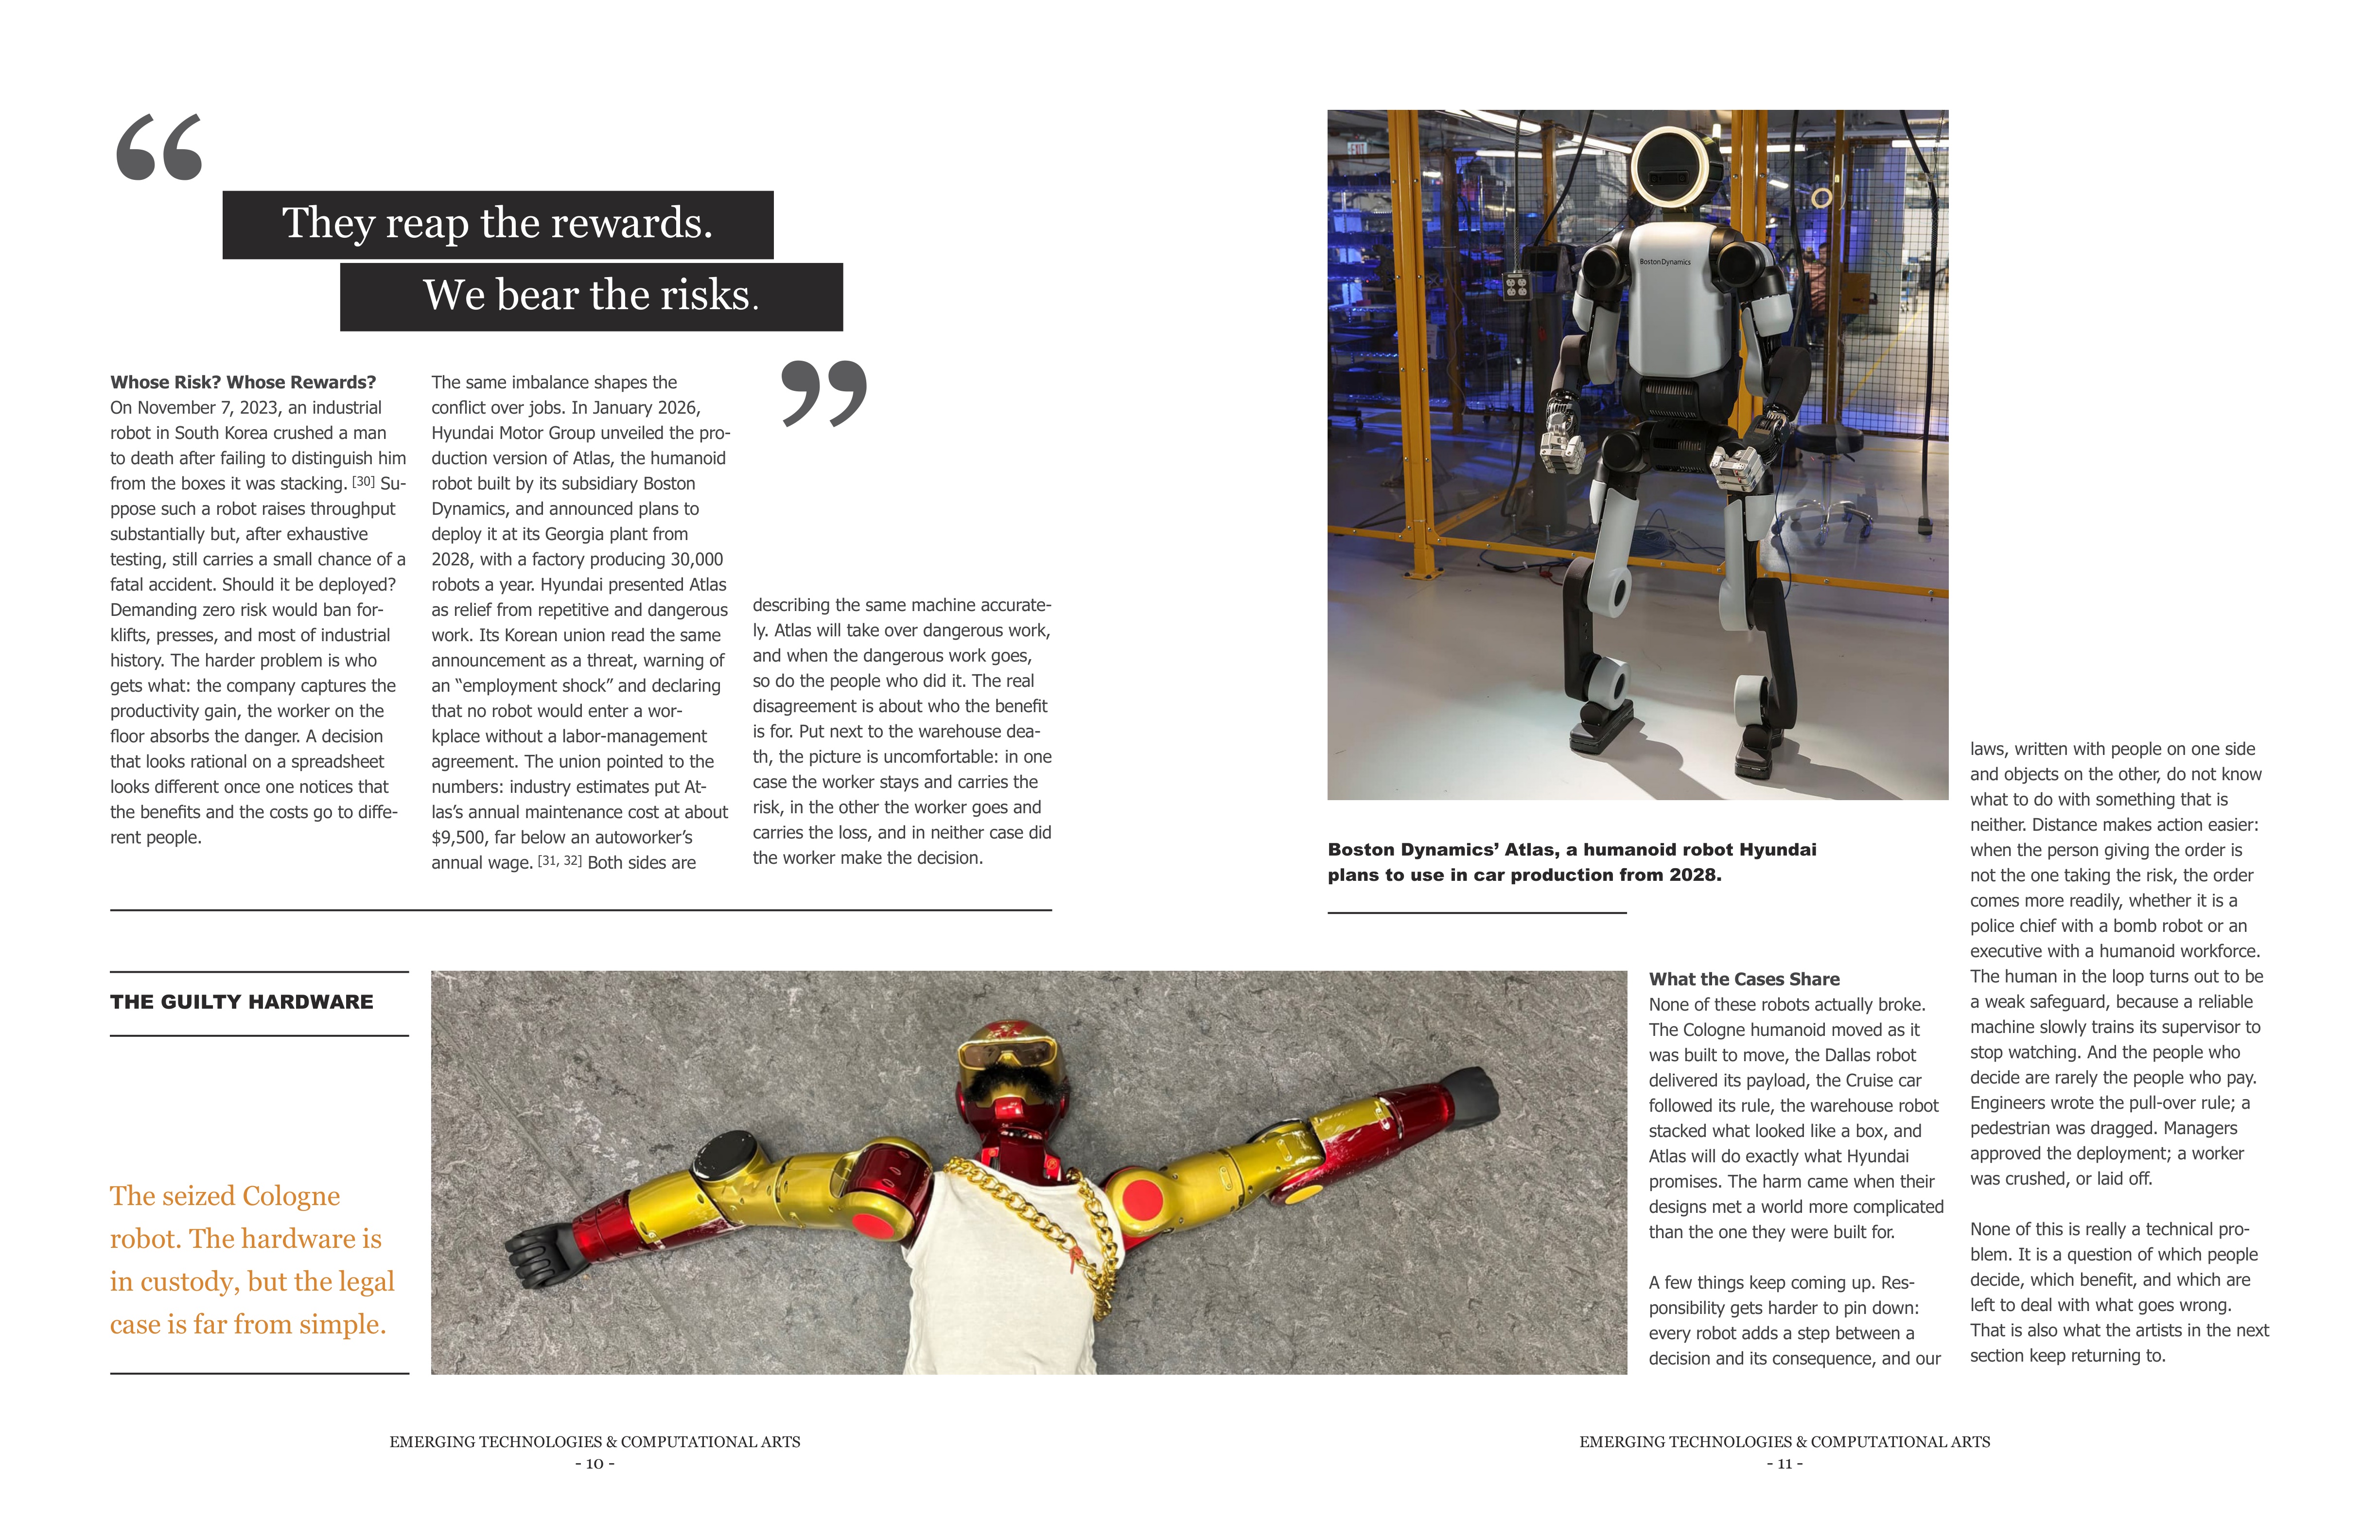 “
They reap the rewards.
We bear the risks.
”
Whose Risk? Whose Rewards?
On November 7, 2023, an industrial
robot in South Korea crushed a man
to death after failing to distinguish him
from the boxes it was stacking. [30] Su-
ppose such a robot raises throughput
substantially but, after exhaustive
testing, still carries a small chance of a
fatal accident. Should it be deployed?
Demanding zero risk would ban for-
klifts, presses, and most of industrial
history. The harder problem is who
gets what: the company captures the
productivity gain, the worker on the
floor absorbs the danger. A decision
that looks rational on a spreadsheet
looks different once one notices that
the benefits and the costs go to diffe-
rent people.
The same imbalance shapes the
conflict over jobs. In January 2026,
Hyundai Motor Group unveiled the pro-
duction version of Atlas, the humanoid
robot built by its subsidiary Boston
Dynamics, and announced plans to
deploy it at its Georgia plant from
2028, with a factory producing 30,000
robots a year. Hyundai presented Atlas
as relief from repetitive and dangerous
work. Its Korean union read the same
announcement as a threat, warning of
an “employment shock” and declaring
that no robot would enter a wor-
kplace without a labor-management
agreement. The union pointed to the
numbers: industry estimates put At-
las’s annual maintenance cost at about
$9,500, far below an autoworker’s
annual wage. [31, 32] Both sides are
describing the same machine accurate-
ly. Atlas will take over dangerous work,
and when the dangerous work goes,
so do the people who did it. The real
disagreement is about who the benefit
is for. Put next to the warehouse dea-
th, the picture is uncomfortable: in one
case the worker stays and carries the
risk, in the other the worker goes and
carries the loss, and in neither case did
the worker make the decision.
THE GUILTY HARDWARE
The seized Cologne
robot. The hardware is
in custody, but the legal
case is far from simple.
EMERGING TECHNOLOGIES & COMPUTATIONAL ARTS
- 10 -
EXIT
BostonDynamics
Boston Dynamics’ Atlas, a humanoid robot Hyundai
plans to use in car production from 2028.
What the Cases Share
None of these robots actually broke.
The Cologne humanoid moved as it
was built to move, the Dallas robot
delivered its payload, the Cruise car
followed its rule, the warehouse robot
stacked what looked like a box, and
Atlas will do exactly what Hyundai
promises. The harm came when their
designs met a world more complicated
than the one they were built for.
A few things keep coming up. Res-
ponsibility gets harder to pin down:
every robot adds a step between a
decision and its consequence, and our
laws, written with people on one side
and objects on the other, do not know
what to do with something that is
neither. Distance makes action easier:
when the person giving the order is
not the one taking the risk, the order
comes more readily, whether it is a
police chief with a bomb robot or an
executive with a humanoid workforce.
The human in the loop turns out to be
a weak safeguard, because a reliable
machine slowly trains its supervisor to
stop watching. And the people who
decide are rarely the people who pay.
Engineers wrote the pull-over rule; a
pedestrian was dragged. Managers
approved the deployment; a worker
was crushed, or laid off.
None of this is really a technical pro-
blem. It is a question of which people
decide, which benefit, and which are
left to deal with what goes wrong.
That is also what the artists in the next
section keep returning to.
EMERGING TECHNOLOGIES & COMPUTATIONAL ARTS
- 11 -